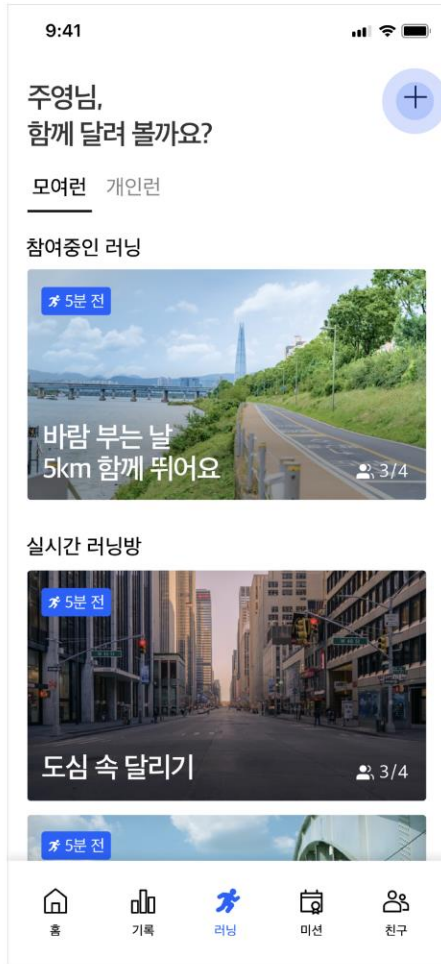 9:41
주영님,
함께 달려 볼까요?
모여런 개인런
참여중인 러닝
5분 전
바람 부는 날
5km 함께 뛰어요
3/4
실시간 러닝방
5분 전
도심 속 달리기
3/4
5분 전
홈 기록 러닝 미션 친구